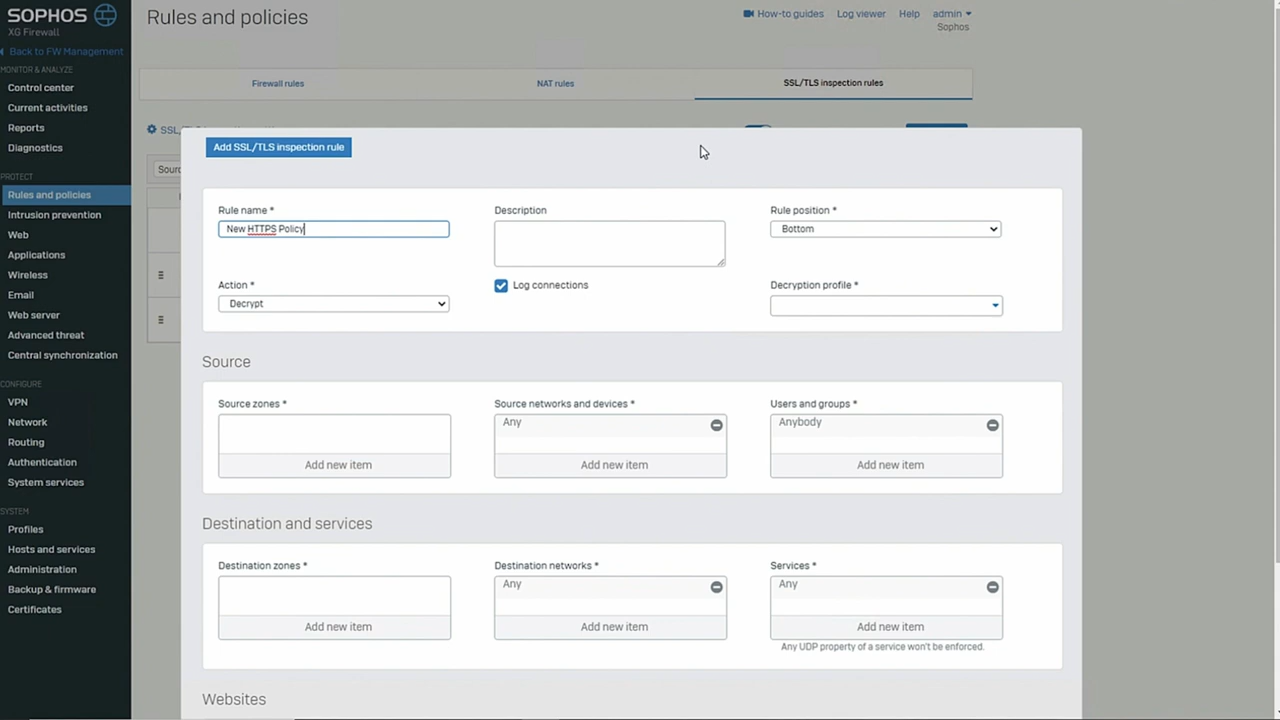 SOPHOS
XG Firewall
Back to FW Management
MONITOR & ANALYZE
Control center
Current activities
Reports
Diagnostics
PROTECT
Rules and policies
Intrusion prevention
Web
Applications
Wireless
Email
Web server
Advanced threat
Central synchronization
CONFIGURE
VPN
Network
Routing
Authentication
System services
SYSTEM
Profiles
Hosts and services
Administration
Backup & firmware
Certificates
Rules and policies
How-to guides Log viewer Help admin
Sophos
Firewall rules NAT rules SSL/TLS inspection rules
Add SSL/TLS inspection rule
Rule name * Description Rule position *
New HTTPS Policy Bottom
Action * Log connections Decryption profile *
Decrypt
Source
Source zones * Source networks and devices * Users and groups *
Any Anybody
Add new item Add new item Add new item
Destination and services
Destination zones * Destination networks * Services *
Any Any
Add new item Add new item Add new item
Any UDP property of a service won't be enforced.
Websites